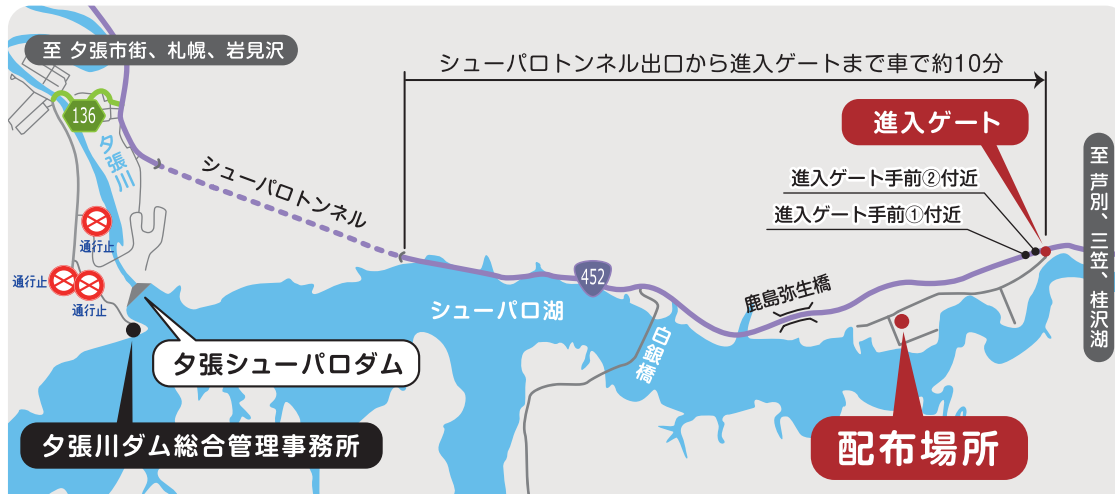 至 夕張市街、札幌、岩見沢
シューパロトンネル出口から進入ゲートまで車で約10分
進入ゲート
136
夕張川
シューパロトンネル
進入ゲート手前②付近
進入ゲート手前①付近
至 芦別、三笠、桂沢湖
通行止
通行止
通行止
452
鹿島弥生橋
シューパロ湖
白銀橋
夕張シューパロダム
夕張川ダム総合管理事務所
配布場所